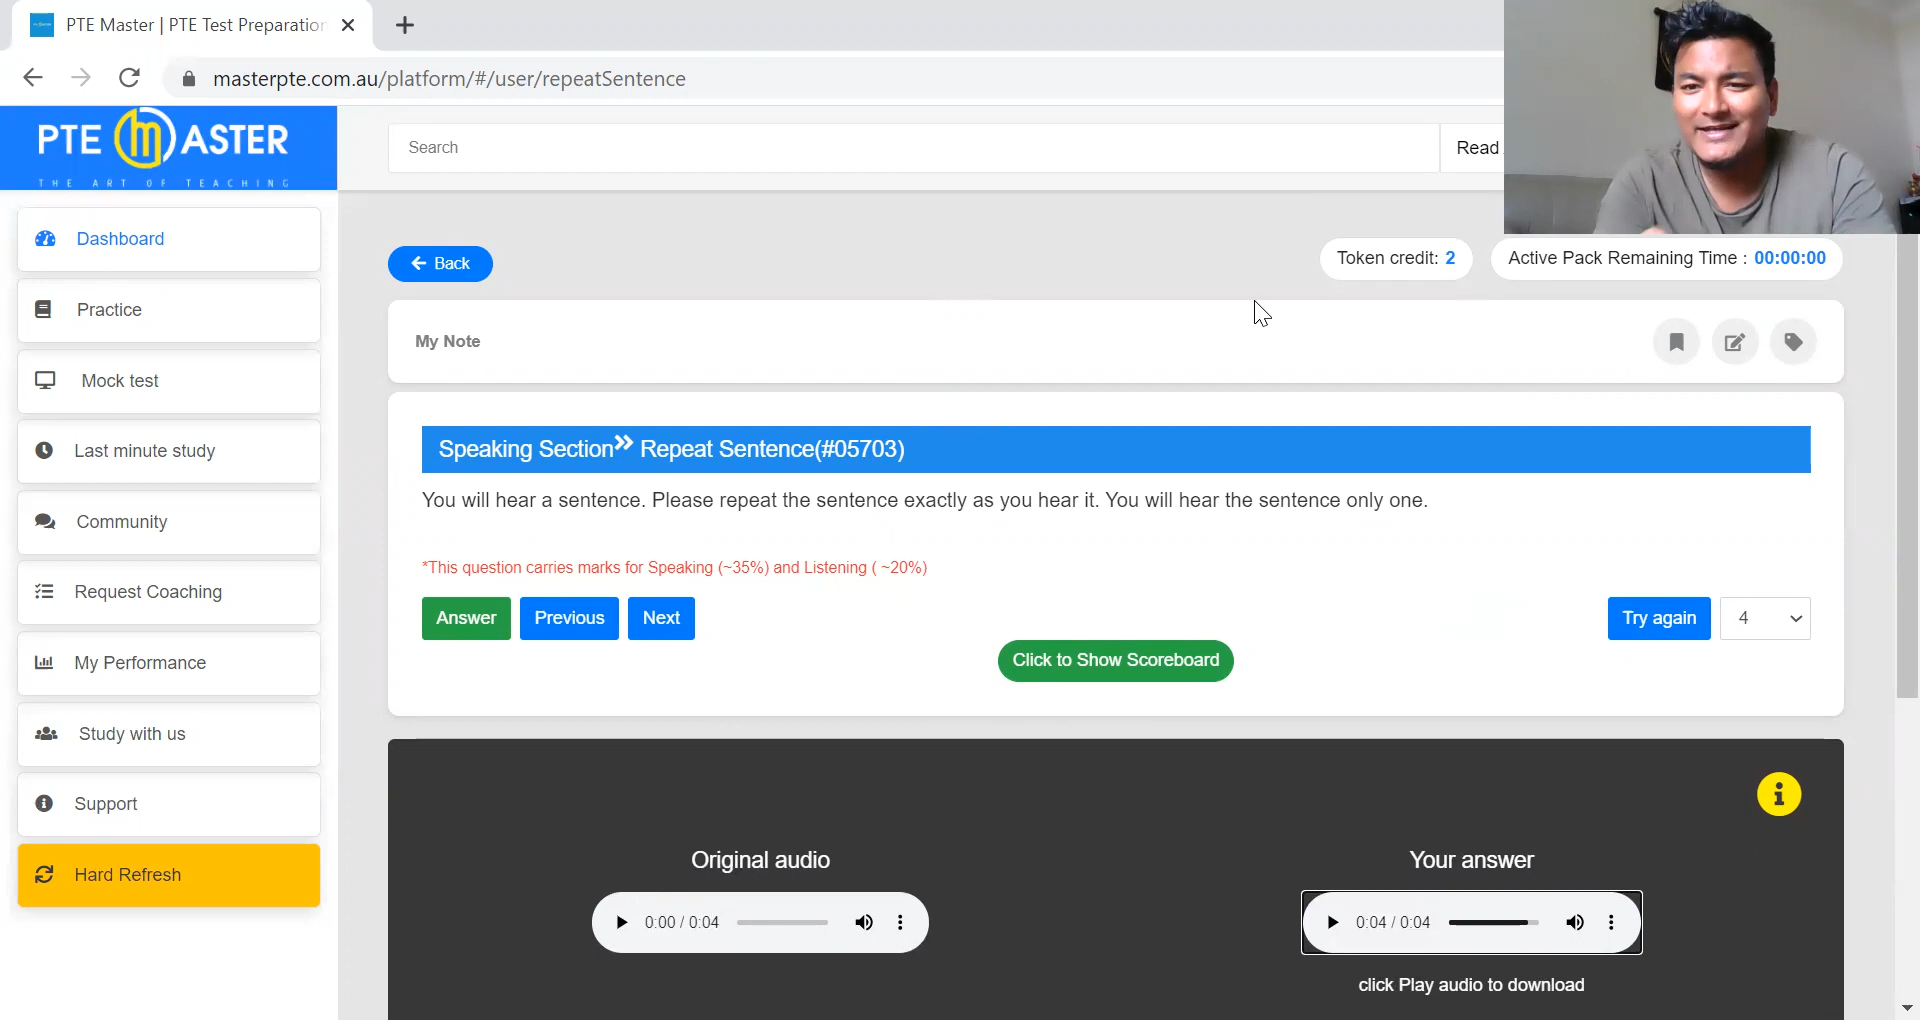 PTE Master | PTE Test Preparation
masterpte.com.au/platform/#/user/repeatSentence
PTE MASTER
THE ART OF TEACHING
Search
Read
Dashboard
Practice
Mock test
Last minute study
Community
Request Coaching
My Performance
Study with us
Support
Hard Refresh
Back
Token credit: 2
Active Pack Remaining Time : 00:00:00
My Note
Speaking Section» Repeat Sentence(#05703)
You will hear a sentence. Please repeat the sentence exactly as you hear it. You will hear the sentence only one.
*This question carries marks for Speaking (~35%) and Listening ( ~20%)
Answer Previous Next Try again 4
Click to Show Scoreboard
Original audio
0:00 / 0:04
Your answer
0:04 / 0:04
click Play audio to download